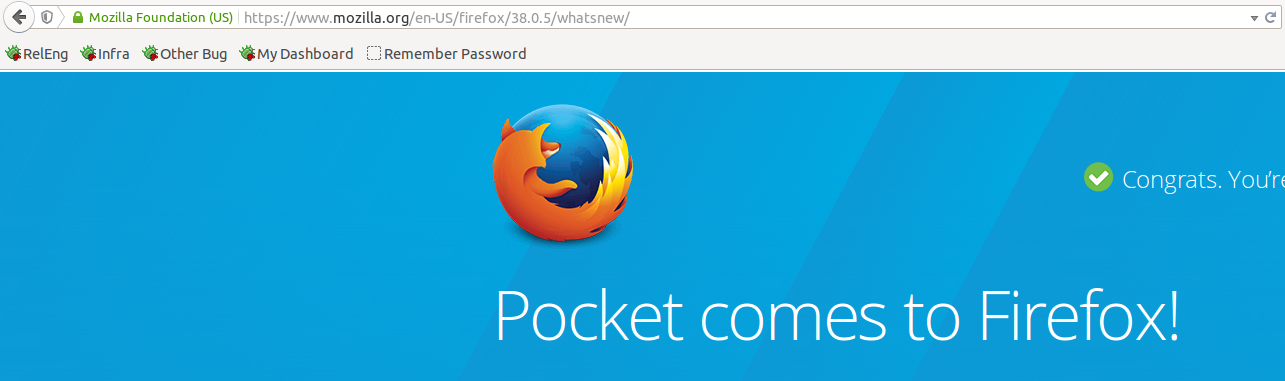 Mozilla Foundation (US) https://www.mozilla.org/en-US/firefox/38.0.5/whatsnew/
RelEng Infra Other Bug My Dashboard Remember Password
Congrats. You're
Pocket comes to Firefox!